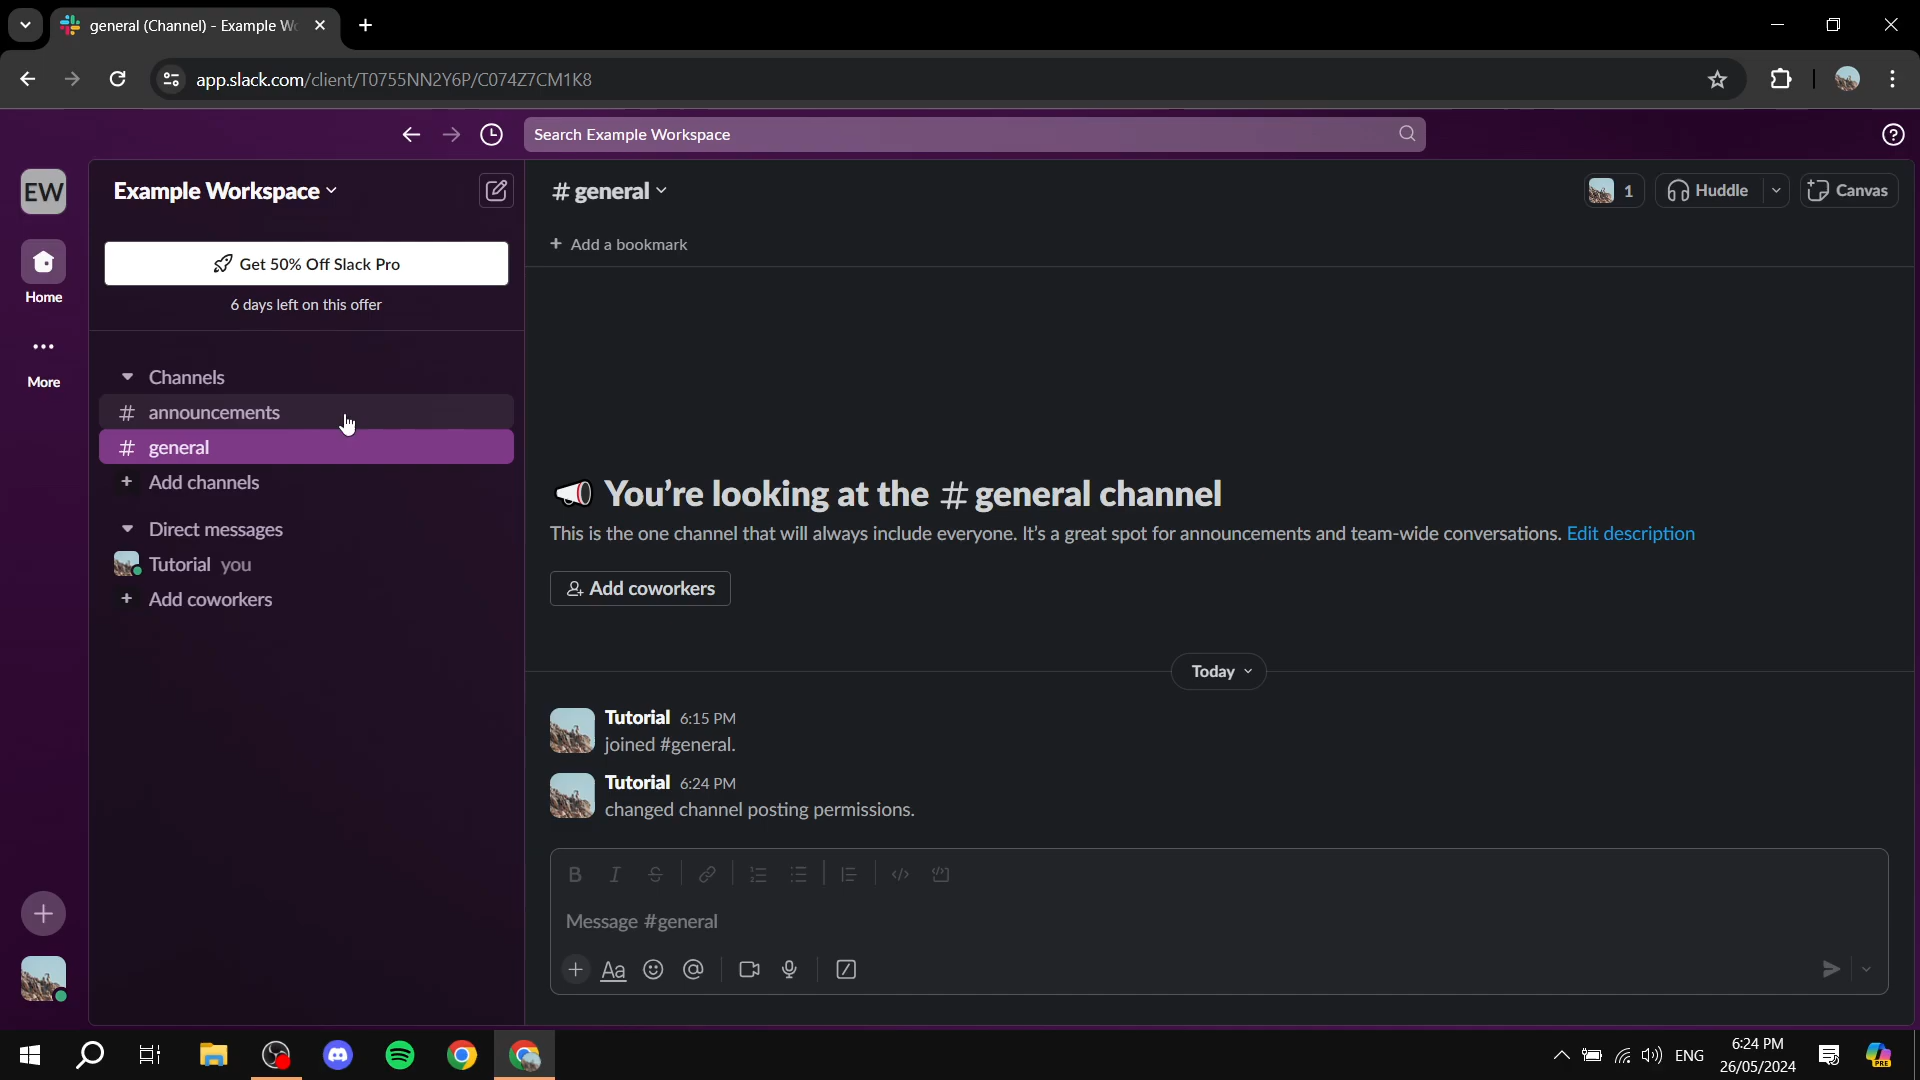 general (Channel) - Example Wo
app.slack.com/client/T0755NN2Y6P/C074Z7CM1K8
Search Example Workspace
EW
Home
More
Example Workspace
Get 50% Off Slack Pro
6 days left on this offer
Channels
# announcements
# general
+ Add channels
Direct messages
Tutorial you
+ Add coworkers
# general
1
Huddle
Canvas
+ Add a bookmark
You're looking at the # general channel
This is the one channel that will always include everyone. It's a great spot for announcements and team-wide conversations. Edit description
Add coworkers
Today
Tutorial 6:15 PM
joined #general.
Tutorial 6:24 PM
changed channel posting permissions.
Message #general
Aa
ENG
6:24 PM
26/05/2024
PRE